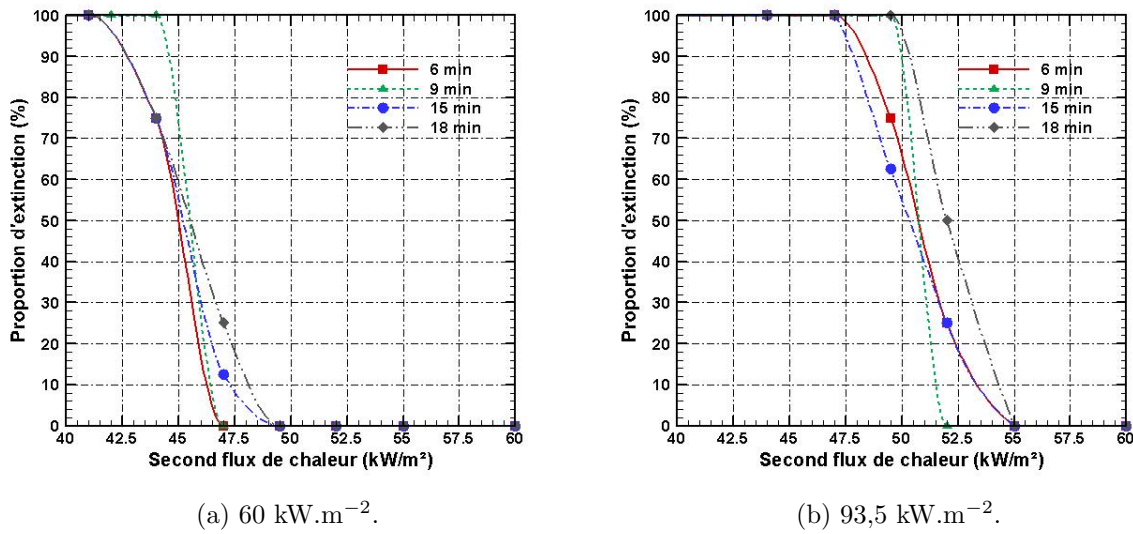 Proportion d'extinction (%)
100
90
80
70
60
50
40
30
20
10
0
6 min
9 min
15 min
18 min
40 42.5 45 47.5 50 52.5 55 57.5 60
Second flux de chaleur (kW/m²)
(a) 60 kW.m−2.
Proportion d'extinction (%)
100
90
80
70
60
50
40
30
20
10
0
6 min
9 min
15 min
18 min
40 42.5 45 47.5 50 52.5 55 57.5 60
Second flux de chaleur (kW/m²)
(b) 93,5 kW.m−2.